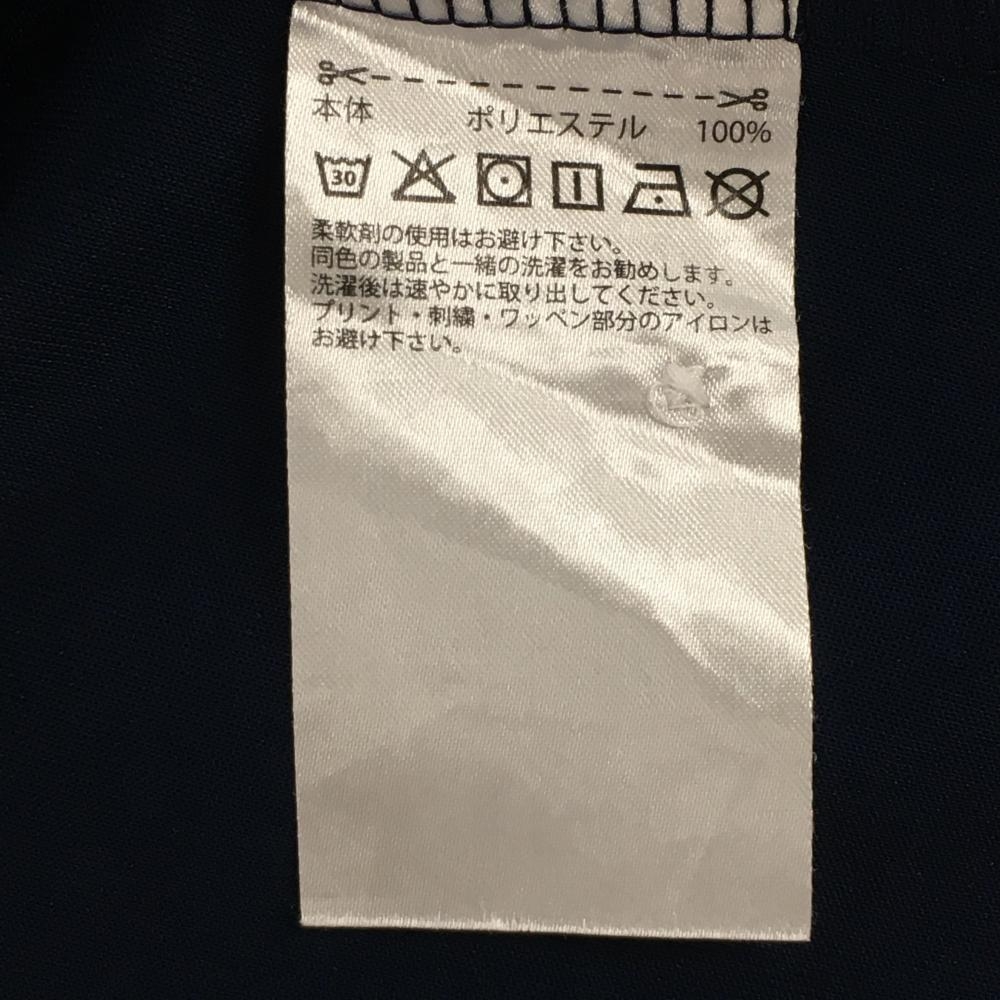 本体 ポリエステル 100%
30
柔軟剤の使用はお避け下さい。
同色の製品と一緒の洗濯をお勧めします。
洗濯後は速やかに取り出してください。
プリント・刺繍・ワッペン部分のアイロンは
お避け下さい。